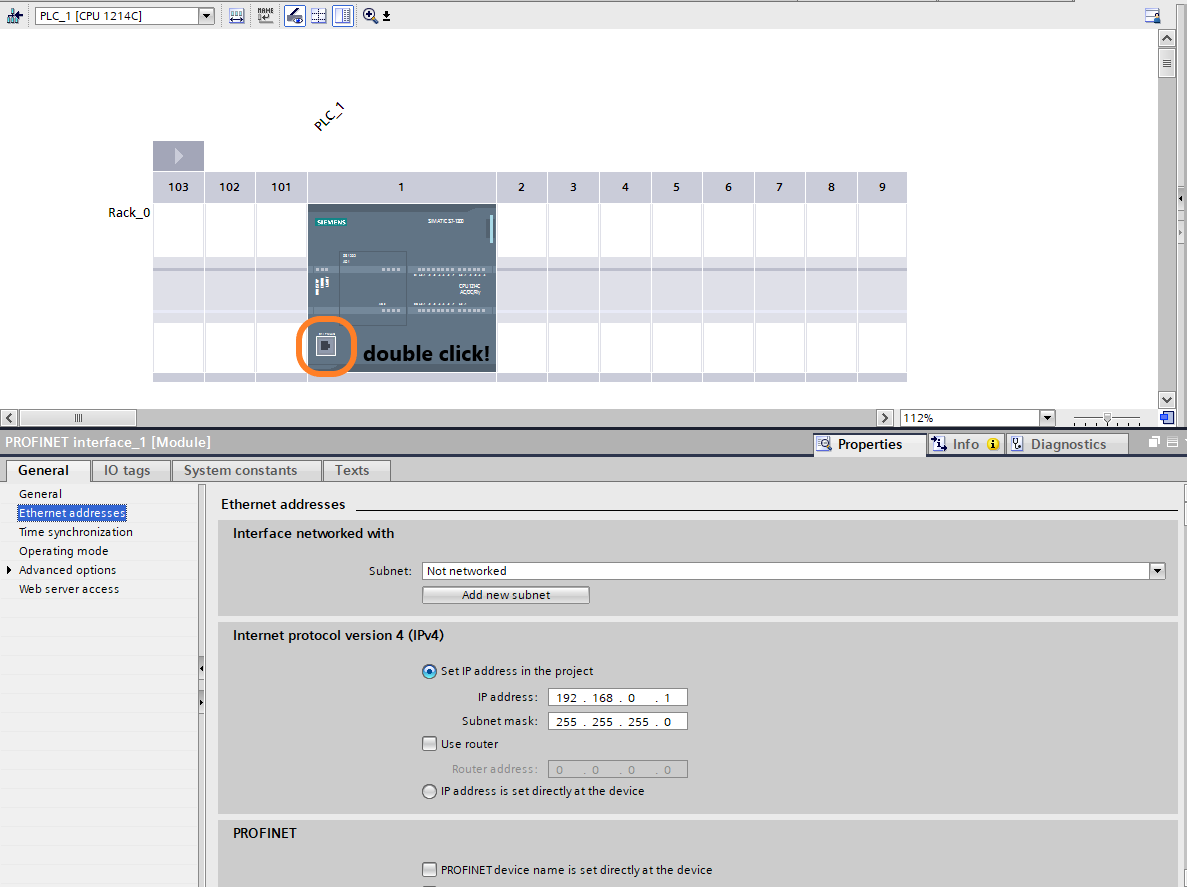 PLC_1 [CPU 1214C]
NAME
PLC_1
103 102 101 1 2 3 4 5 6 7 8 9
Rack_0
SIEMENS
SIMATIC S7-1200
CPU 1214C
AC/DC/Rly
double click!
112%
PROFINET interface_1 [Module]
Properties Info Diagnostics
General IO tags System constants Texts
General
Ethernet addresses
Time synchronization
Operating mode
Advanced options
Web server access
Ethernet addresses
Interface networked with
Subnet: Not networked
Add new subnet
Internet protocol version 4 (IPv4)
Set IP address in the project
IP address: 192 . 168 . 0 . 1
Subnet mask: 255 . 255 . 255 . 0
Use router
Router address: 0 . 0 . 0 . 0
IP address is set directly at the device
PROFINET
PROFINET device name is set directly at the device